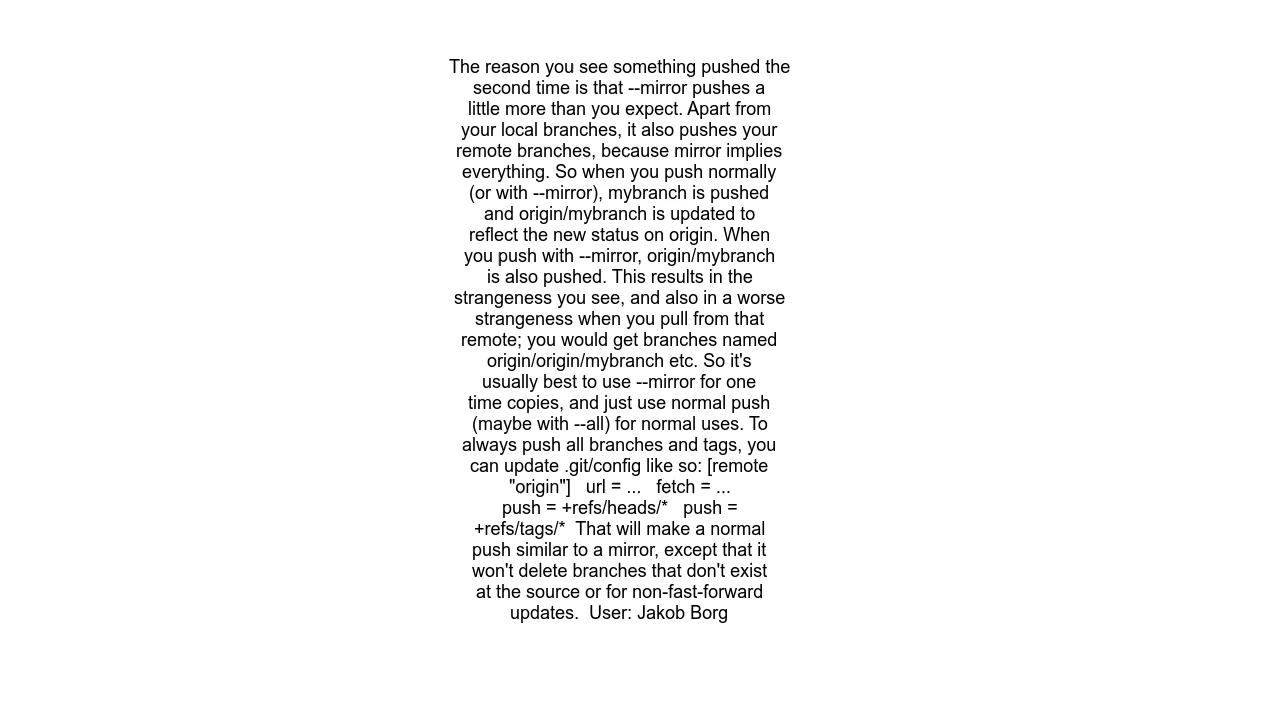 The reason you see something pushed the
second time is that --mirror pushes a
little more than you expect. Apart from
your local branches, it also pushes your
remote branches, because mirror implies
everything. So when you push normally
(or with --mirror), mybranch is pushed
and origin/mybranch is updated to
reflect the new status on origin. When
you push with --mirror, origin/mybranch
is also pushed. This results in the
strangeness you see, and also in a worse
strangeness when you pull from that
remote; you would get branches named
origin/origin/mybranch etc. So it's
usually best to use --mirror for one
time copies, and just use normal push
(maybe with --all) for normal uses. To
always push all branches and tags, you
can update .git/config like so: [remote
"origin"]   url = ...   fetch = ...
push = +refs/heads/*   push =
+refs/tags/*  That will make a normal
push similar to a mirror, except that it
won't delete branches that don't exist
at the source or for non-fast-forward
updates.  User: Jakob Borg